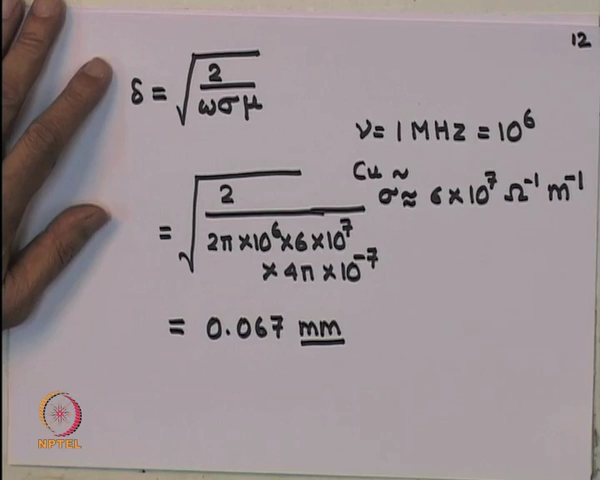 12
δ = √(2 / ωσμ)
ν = 1 MHz = 10⁶
Cu ~
σ ≈ 6 × 10⁷ Ω⁻¹ m⁻¹
= √(2 / 2π × 10⁶ × 6 × 10⁷
× 4π × 10⁻⁷)
= 0.067 mm
NPTEL